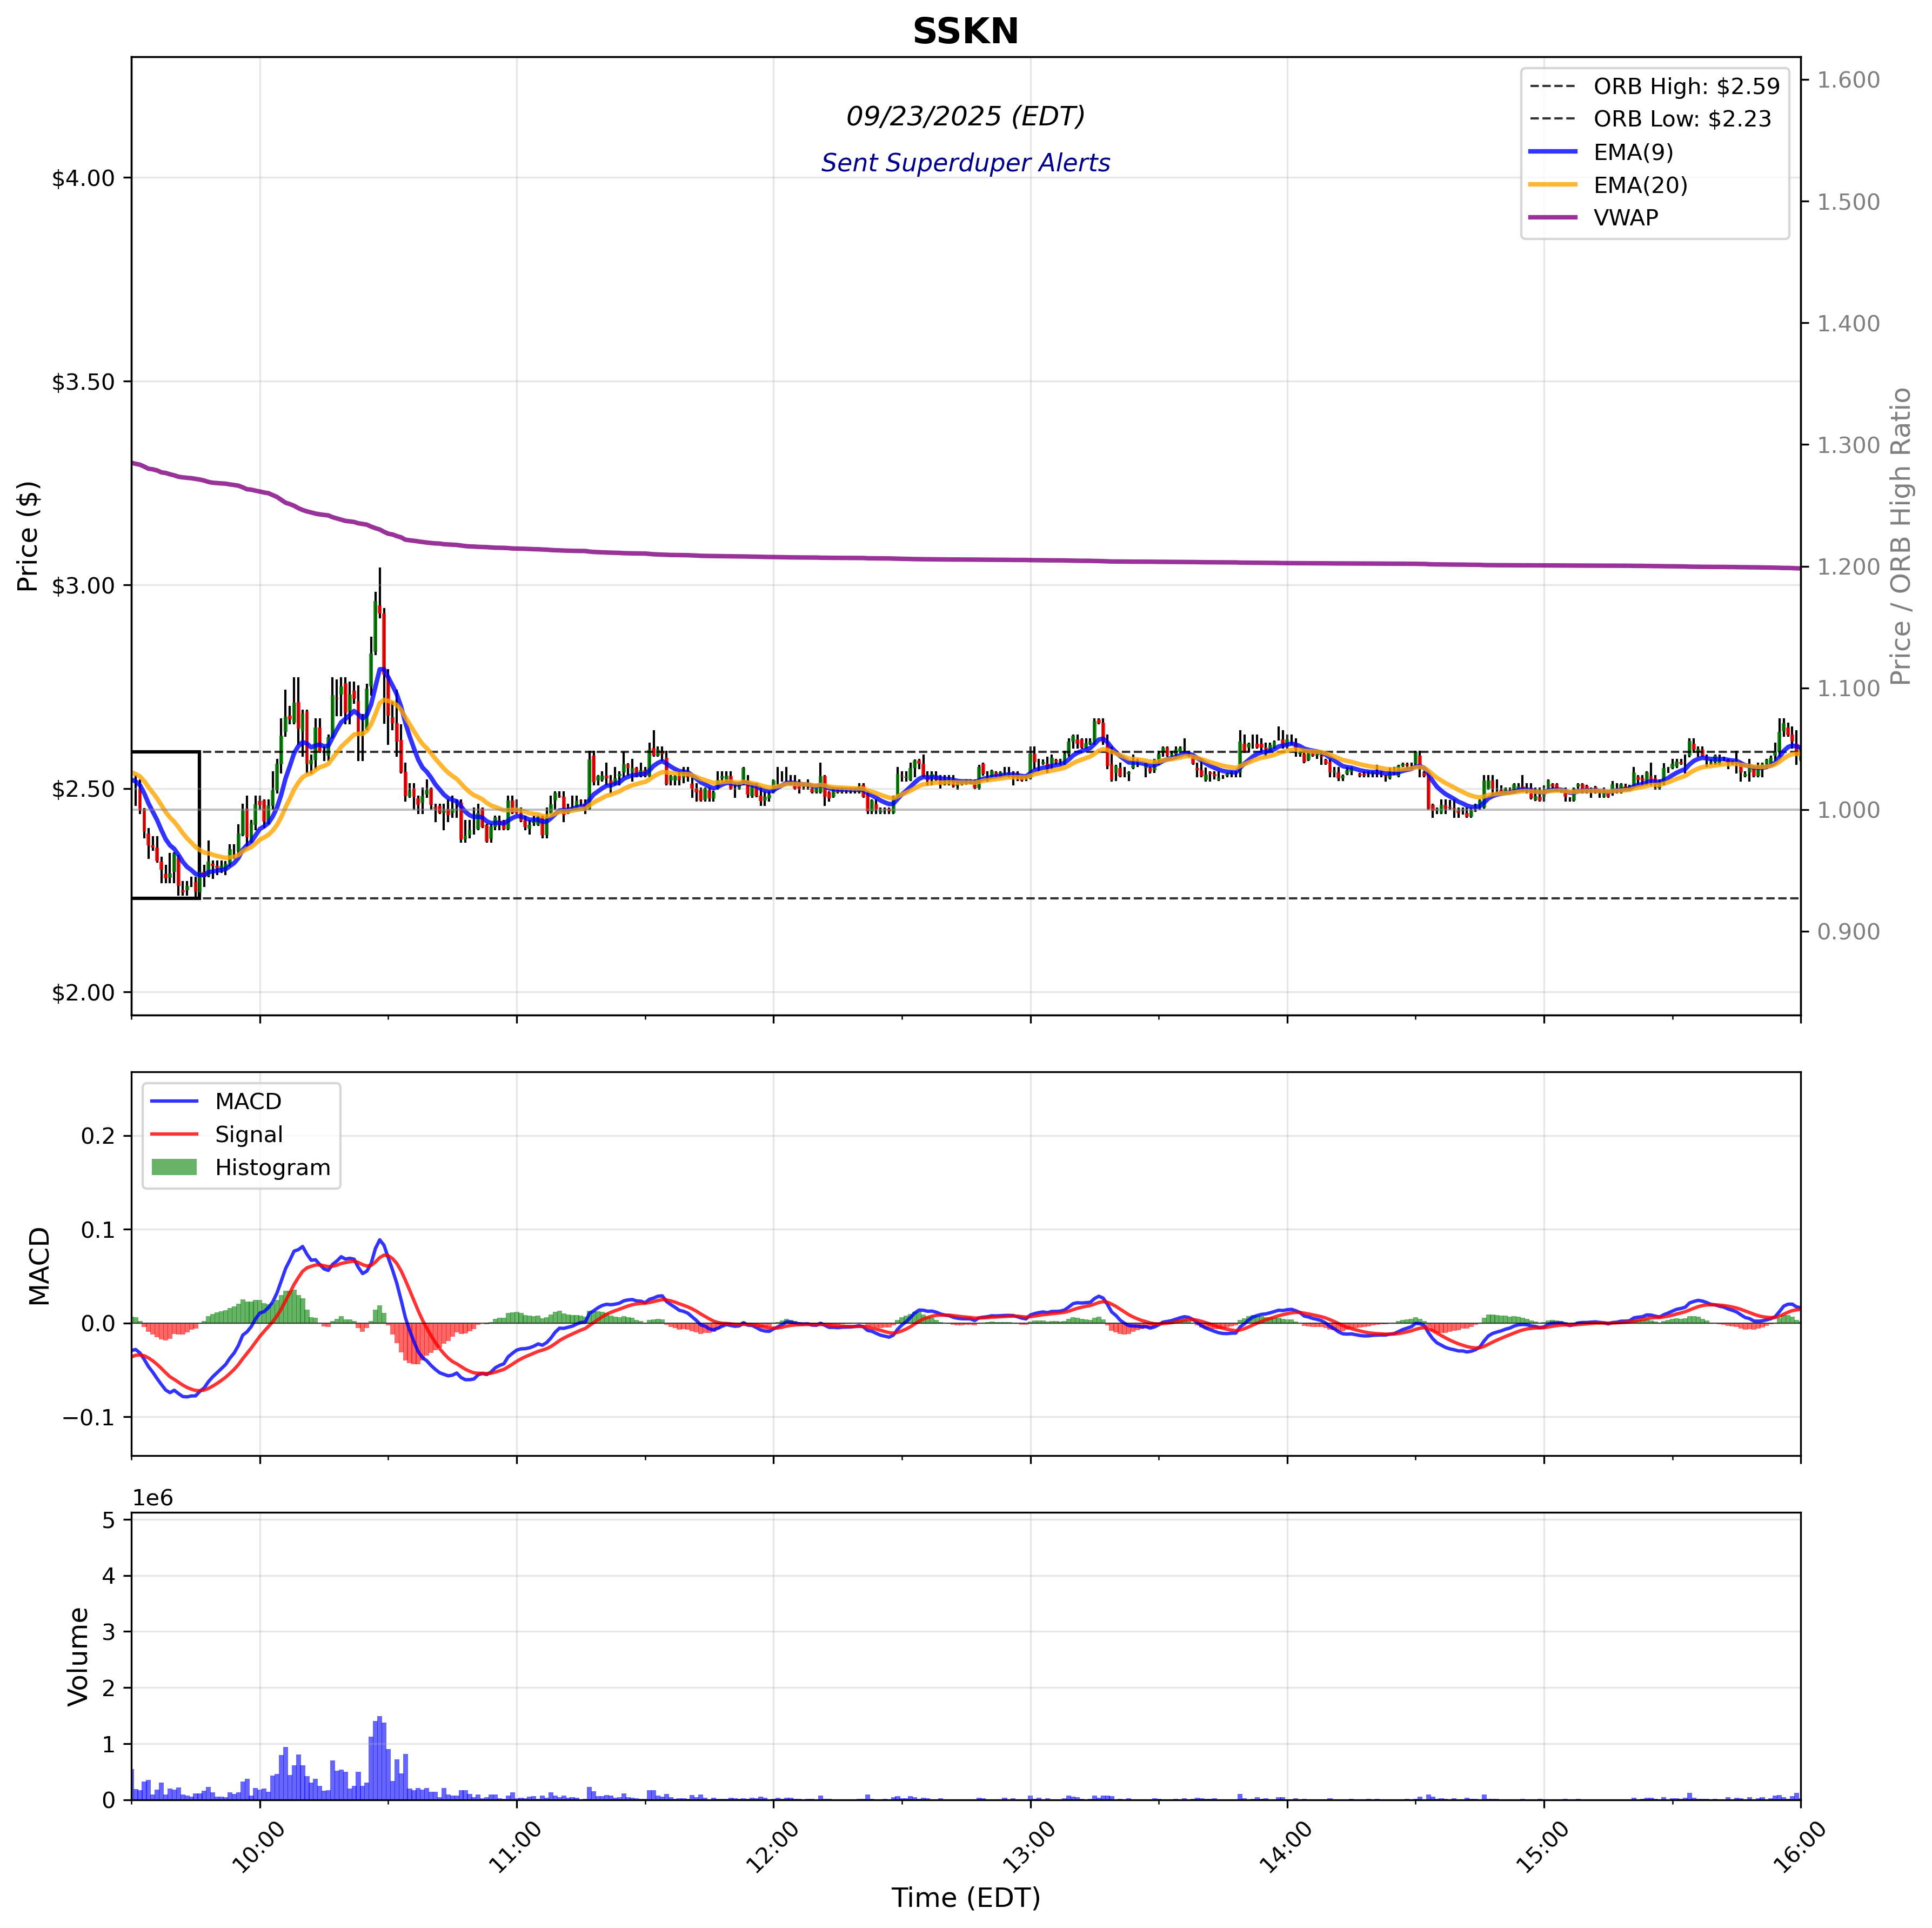 SSKN
09/23/2025 (EDT)
Sent Superduper Alerts
ORB High: $2.59
ORB Low: $2.23
EMA(9)
EMA(20)
VWAP
Price ($)
$4.00
$3.50
$3.00
$2.50
$2.00
1.600
1.500
1.400
1.300
1.200
1.100
1.000
0.900
Price / ORB High Ratio
MACD
Signal
Histogram
MACD
0.2
0.1
0.0
−0.1
1e6
Volume
5
4
3
2
1
0
10:00
11:00
12:00
13:00
14:00
15:00
16:00
Time (EDT)